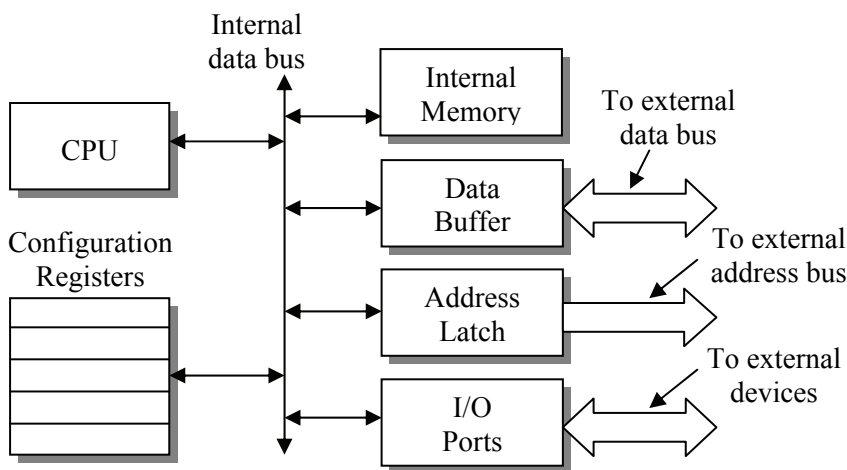 Internal
data bus
Internal
Memory
To external
data bus
CPU
Data
Buffer
Configuration
Registers
To external
address bus
Address
Latch
To external
devices
I/O
Ports